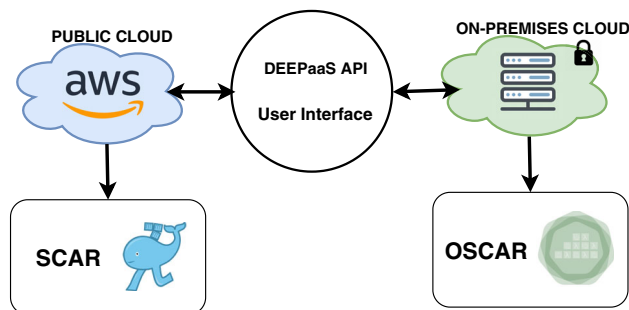 PUBLIC CLOUD
ON-PREMISES CLOUD
aws
DEEPaaS API
User Interface
SCAR
OSCAR